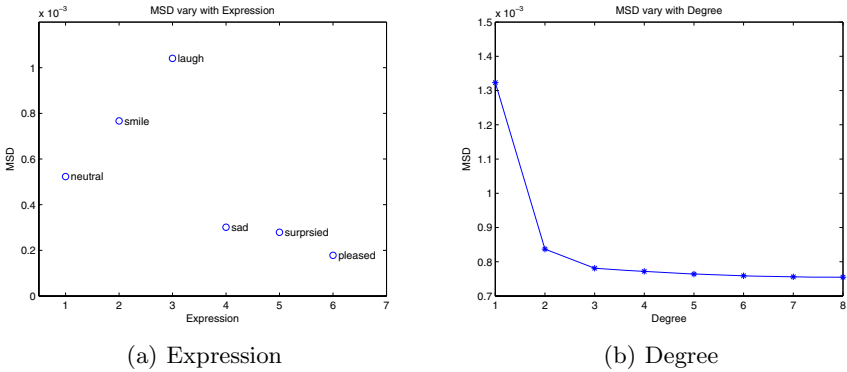 MSD vary with Expression
x 10⁻³
1
0.8
0.6
0.4
0.2
0
MSD
laugh
smile
neutral
sad
surprsied
pleased
1 2 3 4 5 6 7
Expression
(a) Expression
MSD vary with Degree
x 10⁻³
1.5
1.4
1.3
1.2
1.1
1
0.9
0.8
0.7
MSD
1 2 3 4 5 6 7 8
Degree
(b) Degree